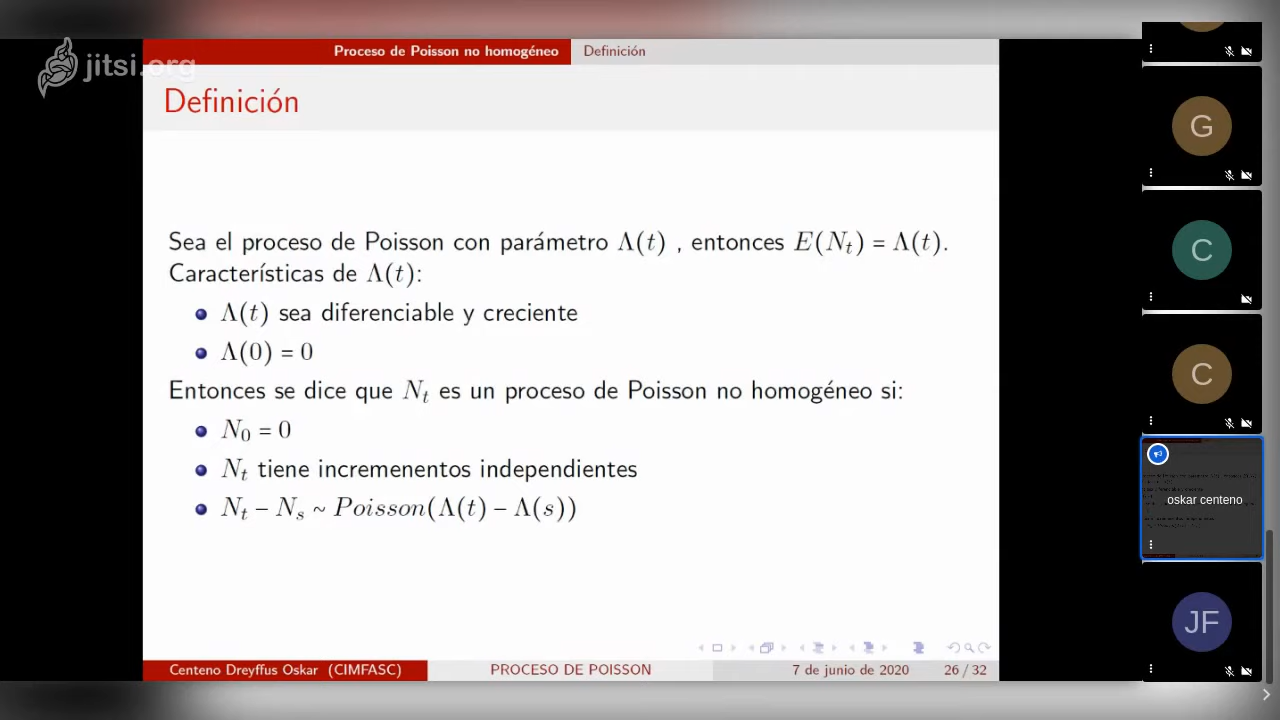 jitsi.org
Proceso de Poisson no homogéneo
Definición
Definición
Sea el proceso de Poisson con parámetro Λ(t) , entonces E(N_t) = Λ(t).
Características de Λ(t):
Λ(t) sea diferenciable y creciente
Λ(0) = 0
Entonces se dice que N_t es un proceso de Poisson no homogéneo si:
N_0 = 0
N_t tiene incremenentos independientes
N_t − N_s ~ Poisson(Λ(t) − Λ(s))
Centeno Dreyffus Oskar (CIMFASC)
PROCESO DE POISSON
7 de junio de 2020
26 / 32
G
C
C
oskar centeno
JF